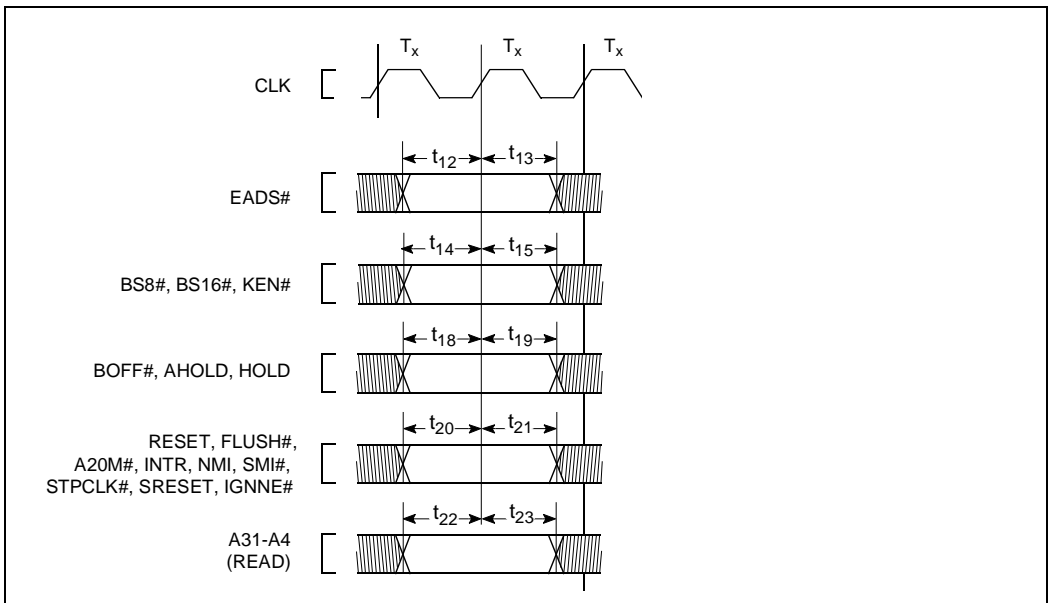 Tx Tx Tx
CLK
t12 t13
EADS#
t14 t15
BS8#, BS16#, KEN#
t18 t19
BOFF#, AHOLD, HOLD
t20 t21
RESET, FLUSH#,
A20M#, INTR, NMI, SMI#,
STPCLK#, SRESET, IGNNE#
t22 t23
A31-A4
(READ)